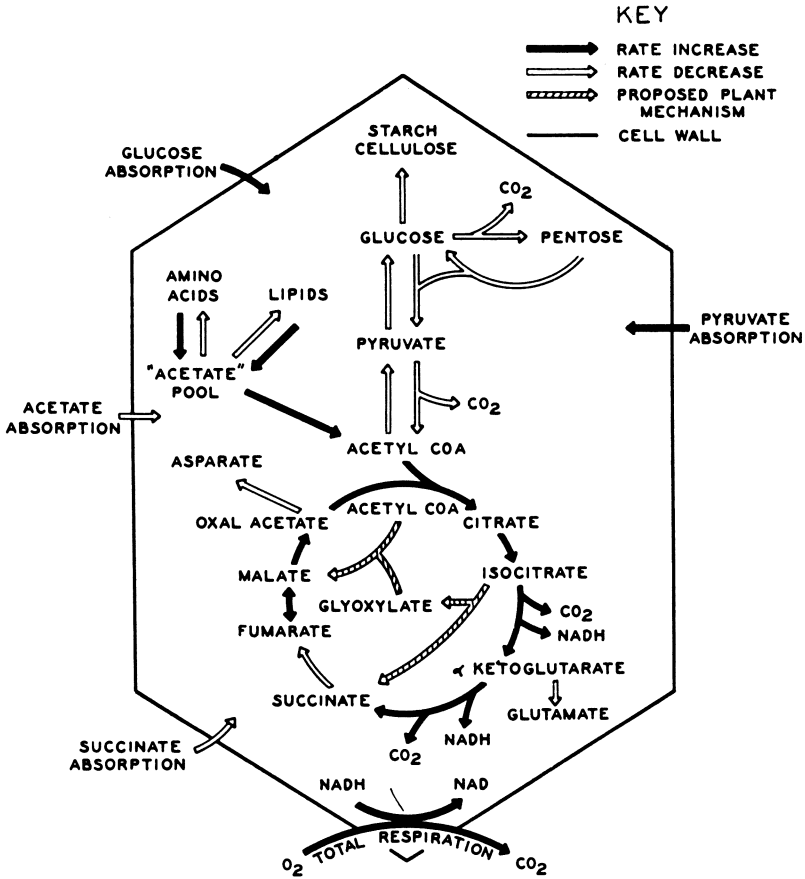 KEY
RATE INCREASE
RATE DECREASE
PROPOSED PLANT
MECHANISM
CELL WALL
STARCH
CELLULOSE
GLUCOSE
ABSORPTION
CO2
GLUCOSE
PENTOSE
AMINO
ACIDS
LIPIDS
PYRUVATE
ABSORPTION
PYRUVATE
"ACETATE"
POOL
CO2
ACETATE
ABSORPTION
ACETYL COA
ASPARATE
ACETYL COA
OXAL ACETATE
CITRATE
MALATE
ISOCITRATE
GLYOXYLATE
CO2
NADH
FUMARATE
α KETOGLUTARATE
SUCCINATE
GLUTAMATE
NADH
CO2
SUCCINATE
ABSORPTION
NADH
NAD
O2
TOTAL RESPIRATION
CO2